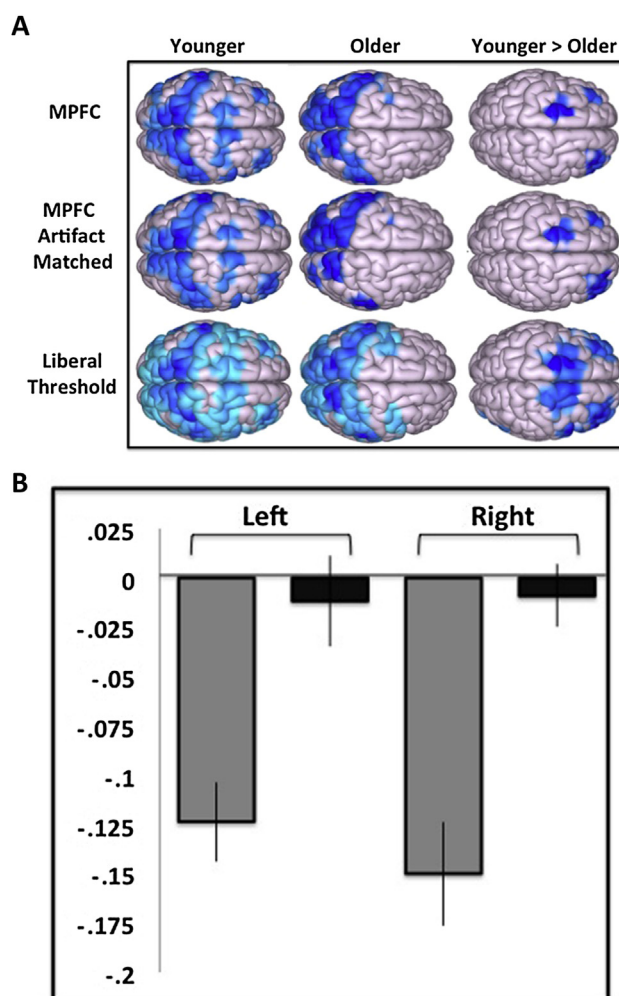 A
Younger Older Younger > Older
MPFC
MPFC
Artifact
Matched
Liberal
Threshold
B
Left Right
.025
0
-.025
-.05
-.075
-.1
-.125
-.15
-.175
-.2